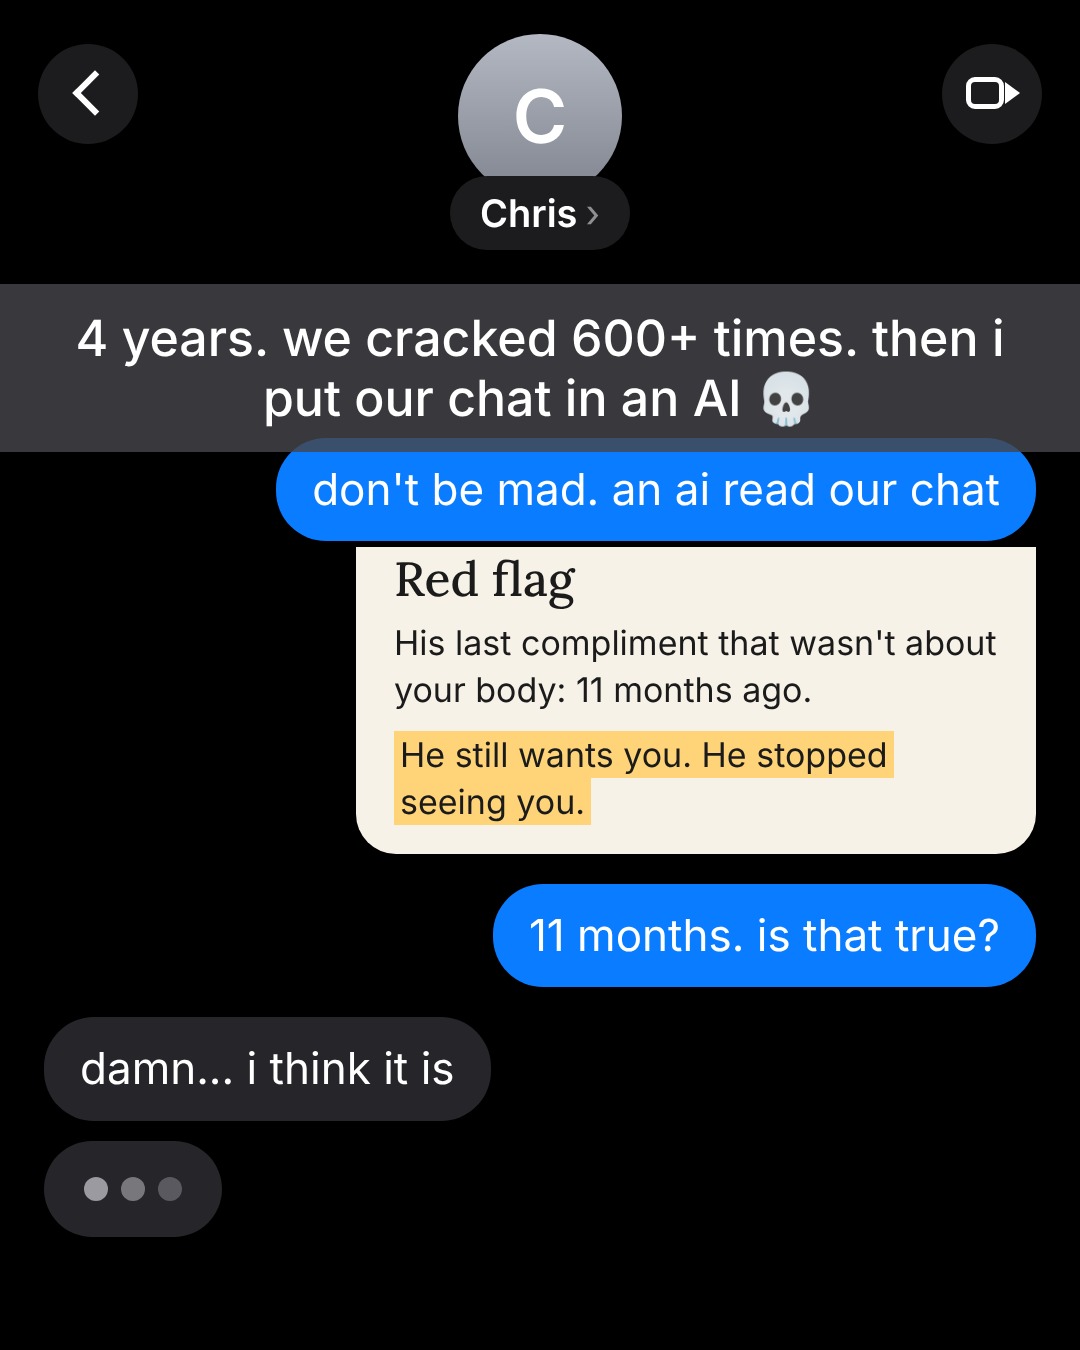 C
Chris ›
4 years. we cracked 600+ times. then i
put our chat in an AI 💀
don't be mad. an ai read our chat
Red flag
His last compliment that wasn't about
your body: 11 months ago.
He still wants you. He stopped
seeing you.
11 months. is that true?
damn... i think it is